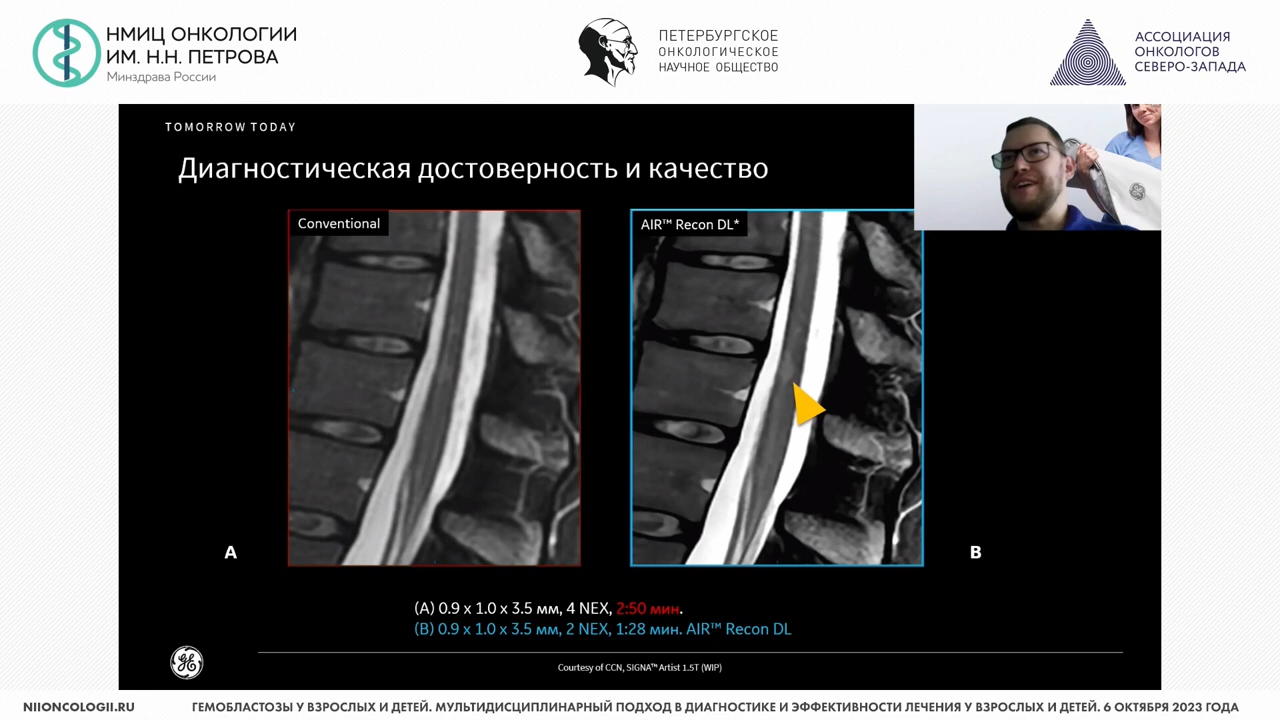 НМИЦ ОНКОЛОГИИ
ИМ. Н.Н. ПЕТРОВА
Минздрава России
ПЕТЕРБУРГСКОЕ
ОНКОЛОГИЧЕСКОЕ
НАУЧНОЕ ОБЩЕСТВО
АССОЦИАЦИЯ
ОНКОЛОГОВ
СЕВЕРО-ЗАПАДА
TOMORROW TODAY
Диагностическая достоверность и качество
Conventional
AIR™ Recon DL*
A
B
(A) 0.9 x 1.0 x 3.5 мм, 4 NEX, 2:50 мин.
(B) 0.9 x 1.0 x 3.5 мм, 2 NEX, 1:28 мин. AIR™ Recon DL
Courtesy of CCN, SIGNA™ Artist 1.5T (WIP)
NIIONCOLOGII.RU
ГЕМОБЛАСТОЗЫ У ВЗРОСЛЫХ И ДЕТЕЙ. МУЛЬТИДИСЦИПЛИНАРНЫЙ ПОДХОД В ДИАГНОСТИКЕ И ЭФФЕКТИВНОСТИ ЛЕЧЕНИЯ У ВЗРОСЛЫХ И ДЕТЕЙ. 6 ОКТЯБРЯ 2023 ГОДА